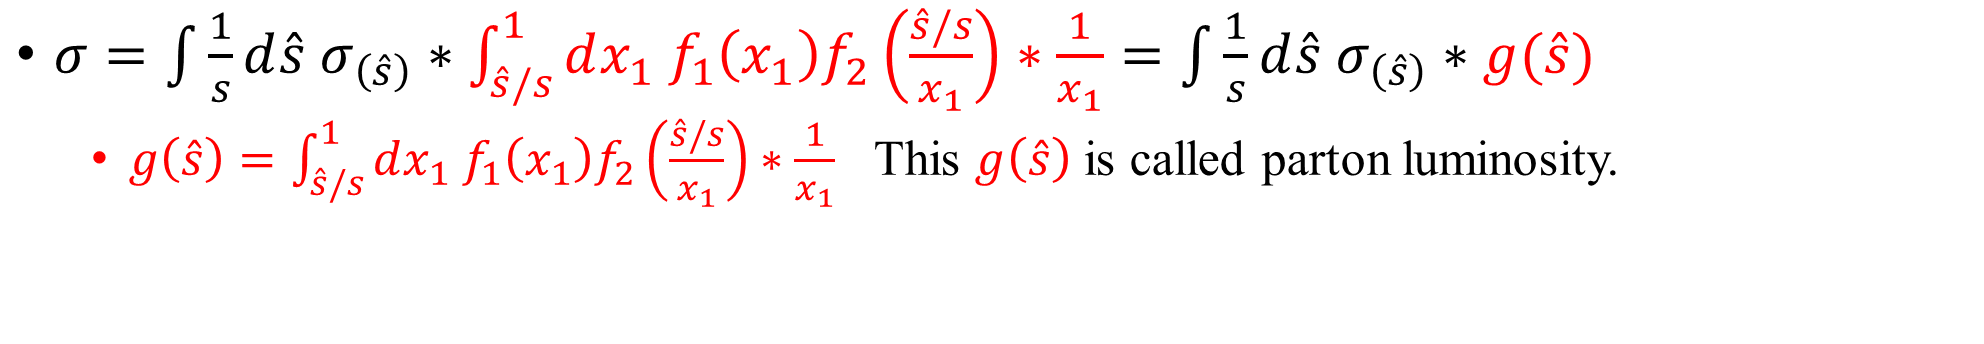 • σ = ∫ 1/s dŝ σ_(ŝ) * ∫_{ŝ/s}^{1} dx₁ f₁(x₁)f₂((ŝ/s)/x₁) * 1/x₁ = ∫ 1/s dŝ σ_(ŝ) * g(ŝ)
• g(ŝ) = ∫_{ŝ/s}^{1} dx₁ f₁(x₁)f₂((ŝ/s)/x₁) * 1/x₁ This g(ŝ) is called parton luminosity.